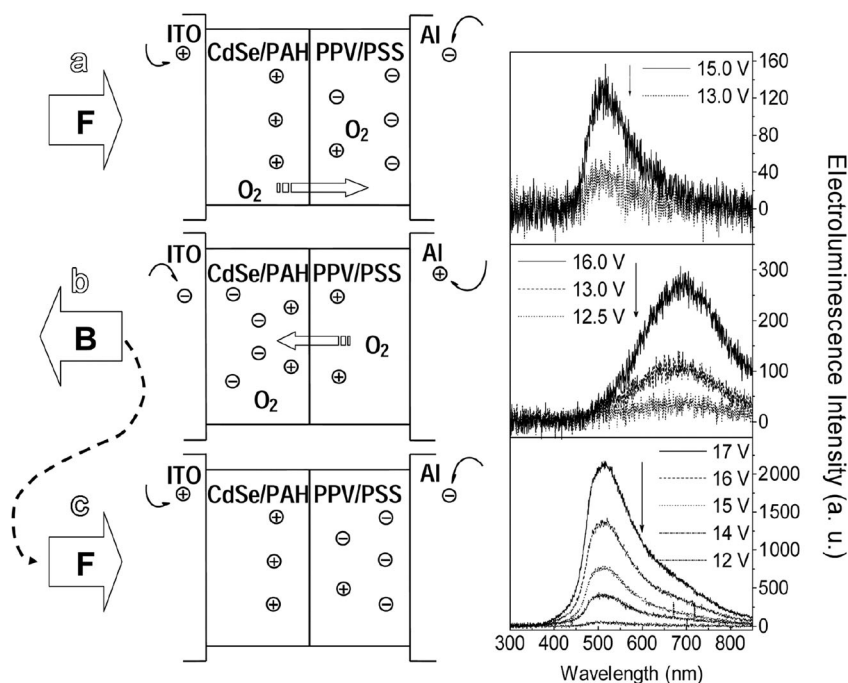 a
F
ITO
Al
CdSe/PAH PPV/PSS
O2
O2
b
B
ITO
Al
CdSe/PAH PPV/PSS
O2
O2
c
F
ITO
Al
CdSe/PAH PPV/PSS
15.0 V
13.0 V
160
120
80
40
0
16.0 V
13.0 V
12.5 V
300
200
100
0
17 V
16 V
15 V
14 V
12 V
2000
1500
1000
500
0
300 400 500 600 700 800
Wavelength (nm)
Electroluminescence Intensity (a. u.)